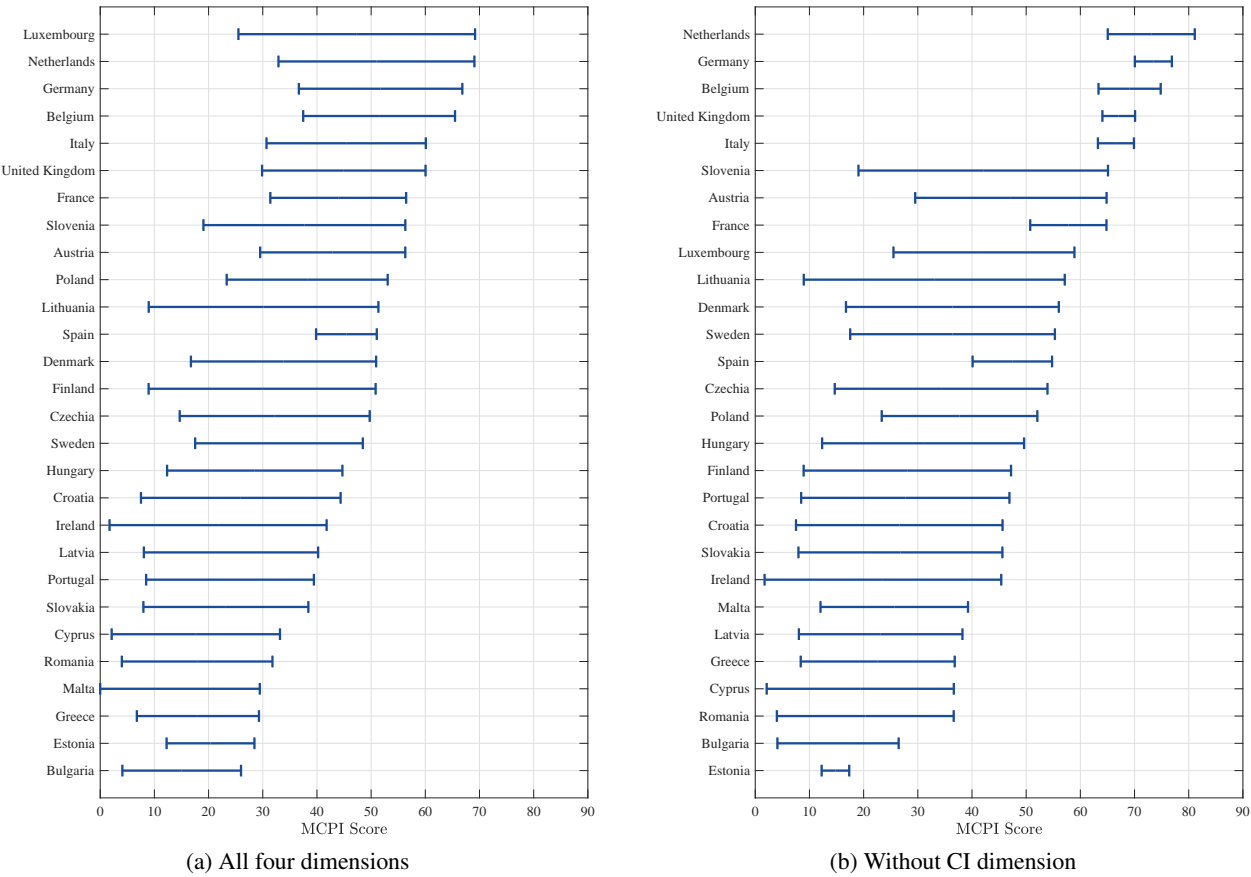 Luxembourg
Netherlands
Germany
Belgium
Italy
United Kingdom
France
Slovenia
Austria
Poland
Lithuania
Spain
Denmark
Finland
Czechia
Sweden
Hungary
Croatia
Ireland
Latvia
Portugal
Slovakia
Cyprus
Romania
Malta
Greece
Estonia
Bulgaria
0 10 20 30 40 50 60 70 80 90
MCPI Score
(a) All four dimensions
Netherlands
Germany
Belgium
United Kingdom
Italy
Slovenia
Austria
France
Luxembourg
Lithuania
Denmark
Sweden
Spain
Czechia
Poland
Hungary
Finland
Portugal
Croatia
Slovakia
Ireland
Malta
Latvia
Greece
Cyprus
Romania
Bulgaria
Estonia
0 10 20 30 40 50 60 70 80 90
MCPI Score
(b) Without CI dimension